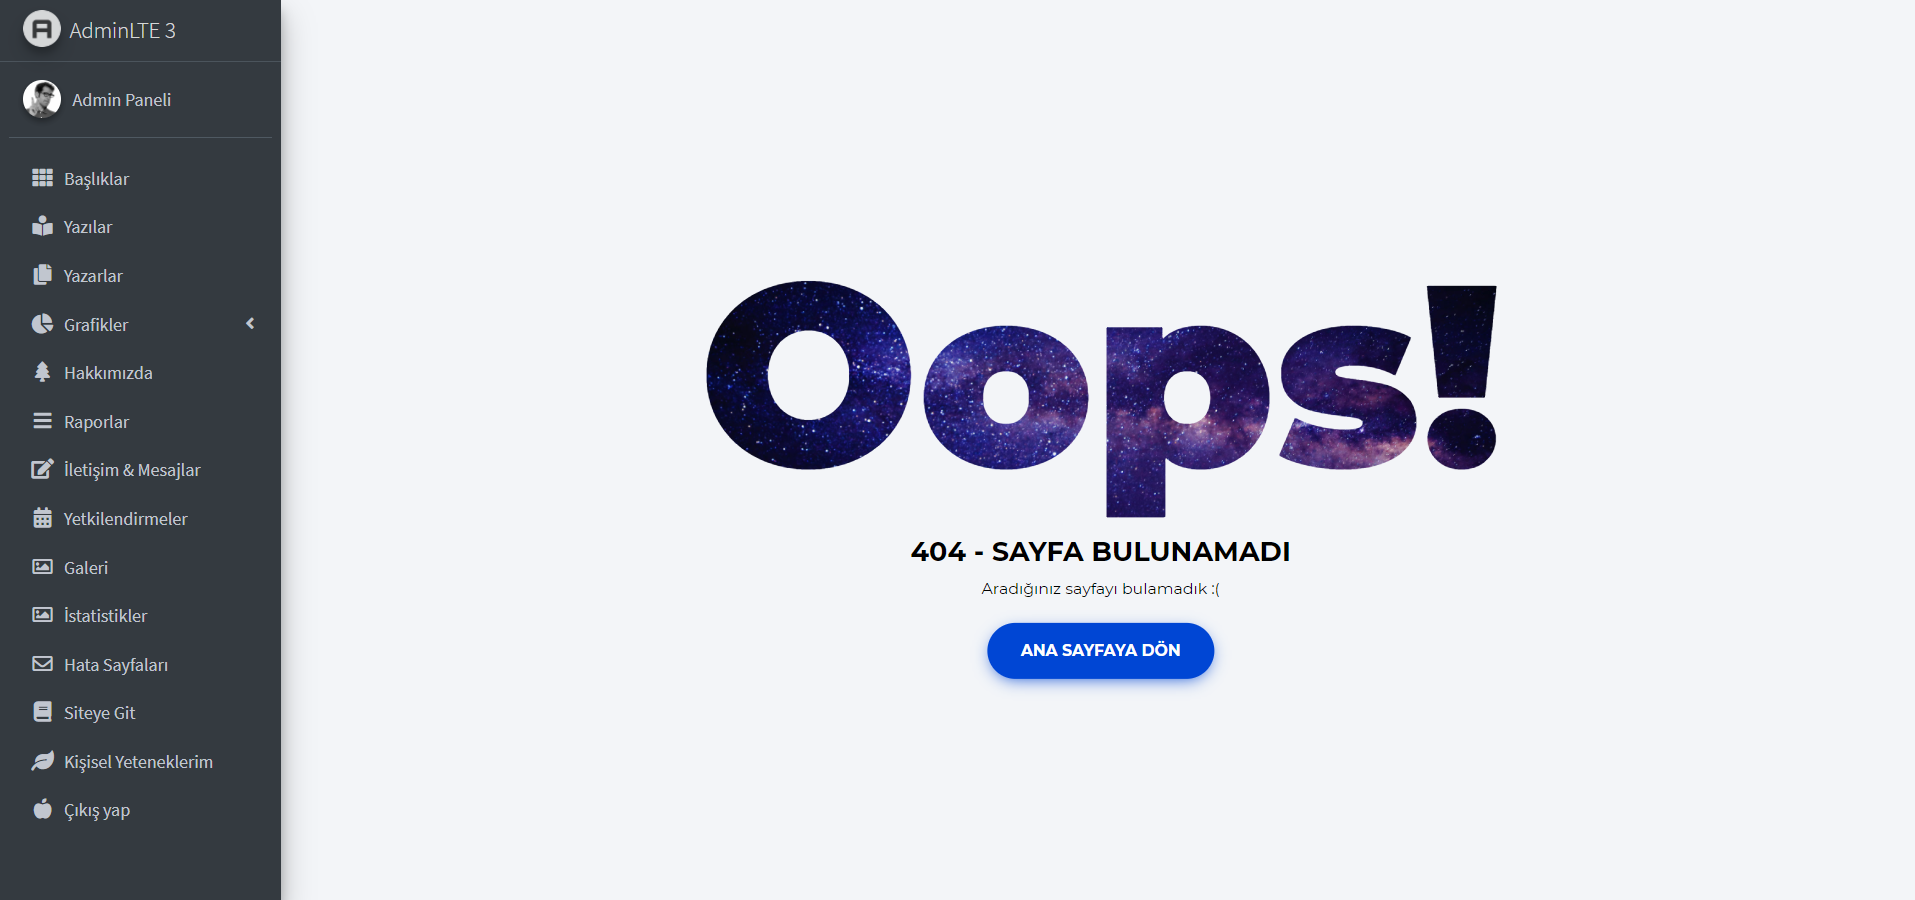 AdminLTE 3
Admin Paneli
Başlıklar
Yazılar
Yazarlar
Grafikler
Hakkımızda
Raporlar
İletişim & Mesajlar
Yetkilendirmeler
Galeri
İstatistikler
Hata Sayfaları
Siteye Git
Kişisel Yeteneklerim
Çıkış yap
Oops!
404 - SAYFA BULUNAMADI
Aradığınız sayfayı bulamadık :(
ANA SAYFAYA DÖN